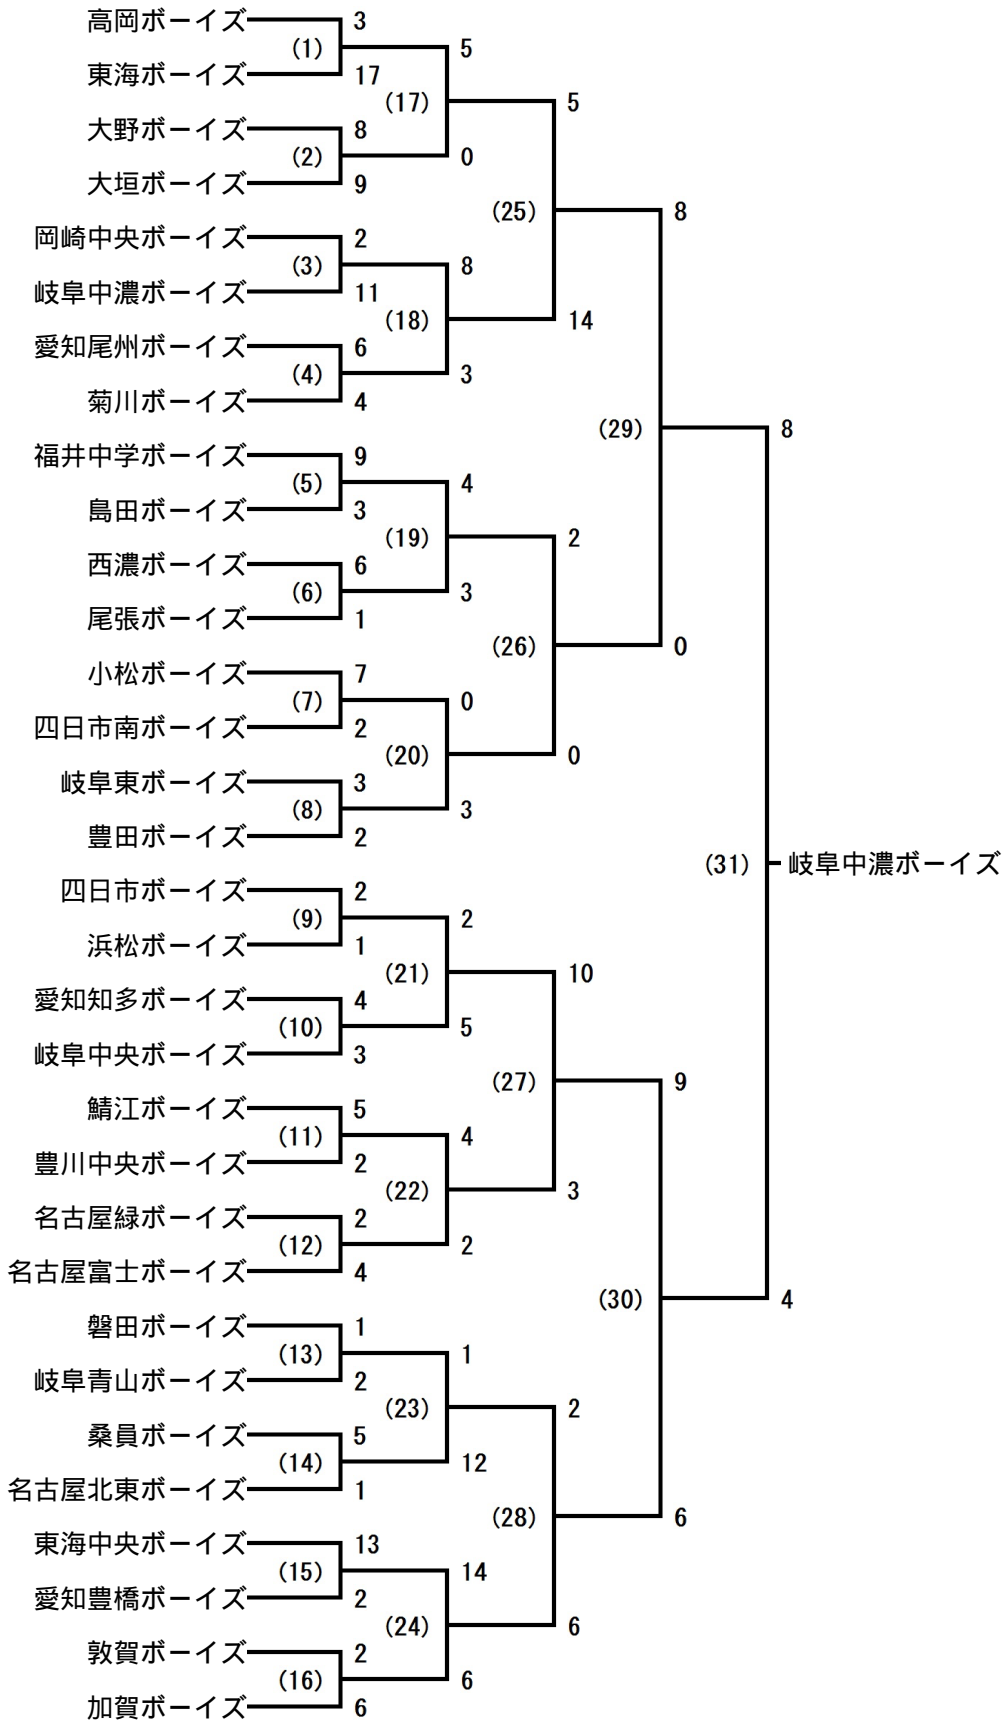 高岡ボーイズ 3
(1) 5
東海ボーイズ 17
(17) 5
大野ボーイズ 8
(2) 0
大垣ボーイズ 9
(25) 8
岡崎中央ボーイズ 2
(3) 8
岐阜中濃ボーイズ 11
(18) 14
愛知尾州ボーイズ 6
(4) 3
菊川ボーイズ 4
(29) 8
福井中学ボーイズ 9
(5) 4
島田ボーイズ 3
(19) 2
西濃ボーイズ 6
(6) 3
尾張ボーイズ 1
(26) 0
小松ボーイズ 7
(7) 0
四日市南ボーイズ 2
(20) 0
岐阜東ボーイズ 3
(8) 3
豊田ボーイズ 2
(31) 岐阜中濃ボーイズ
四日市ボーイズ 2
(9) 2
浜松ボーイズ 1
(21) 10
愛知知多ボーイズ 4
(10) 5
岐阜中央ボーイズ 3
(27) 9
鯖江ボーイズ 5
(11) 4
豊川中央ボーイズ 2
(22) 3
名古屋緑ボーイズ 2
(12) 2
名古屋富士ボーイズ 4
(30) 4
磐田ボーイズ 1
(13) 1
岐阜青山ボーイズ 2
(23) 2
桑員ボーイズ 5
(14) 12
名古屋北東ボーイズ 1
(28) 6
東海中央ボーイズ 13
(15) 14
愛知豊橋ボーイズ 2
(24) 6
敦賀ボーイズ 2
(16) 6
加賀ボーイズ 6